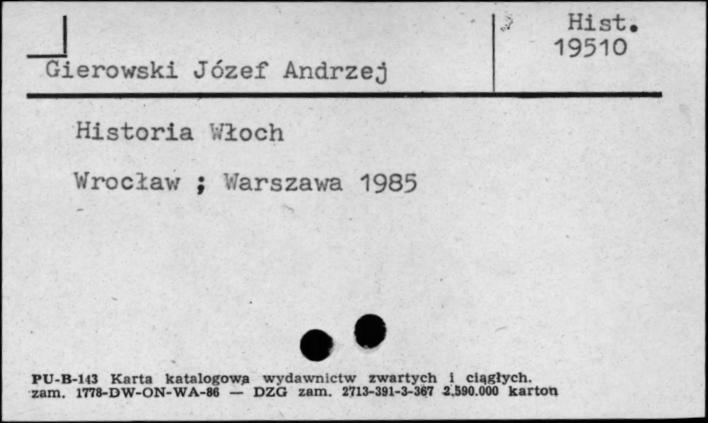 Hist.
19510
Gierowski Józef Andrzej
Historia Włoch
Wrocław ; Warszawa 1985
PU-B-143 Karta katalogowa wydawnictw zwartych i ciągłych.
zam. 1778-DW-ON-WA-86 — DZG zam. 2713-391-3-367 2.590.000 karton